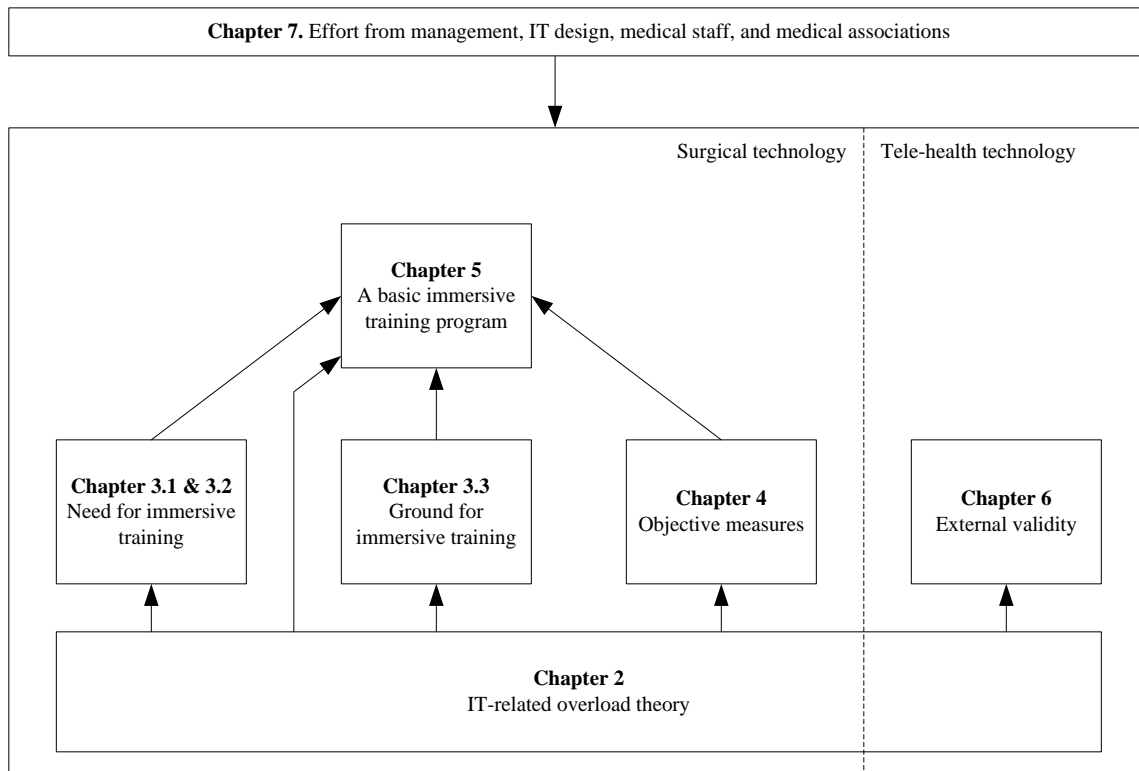 Chapter 7. Effort from management, IT design, medical staff, and medical associations
Surgical technology
Tele-health technology
Chapter 5
A basic immersive
training program
Chapter 3.1 & 3.2
Need for immersive
training
Chapter 3.3
Ground for
immersive training
Chapter 4
Objective measures
Chapter 6
External validity
Chapter 2
IT-related overload theory